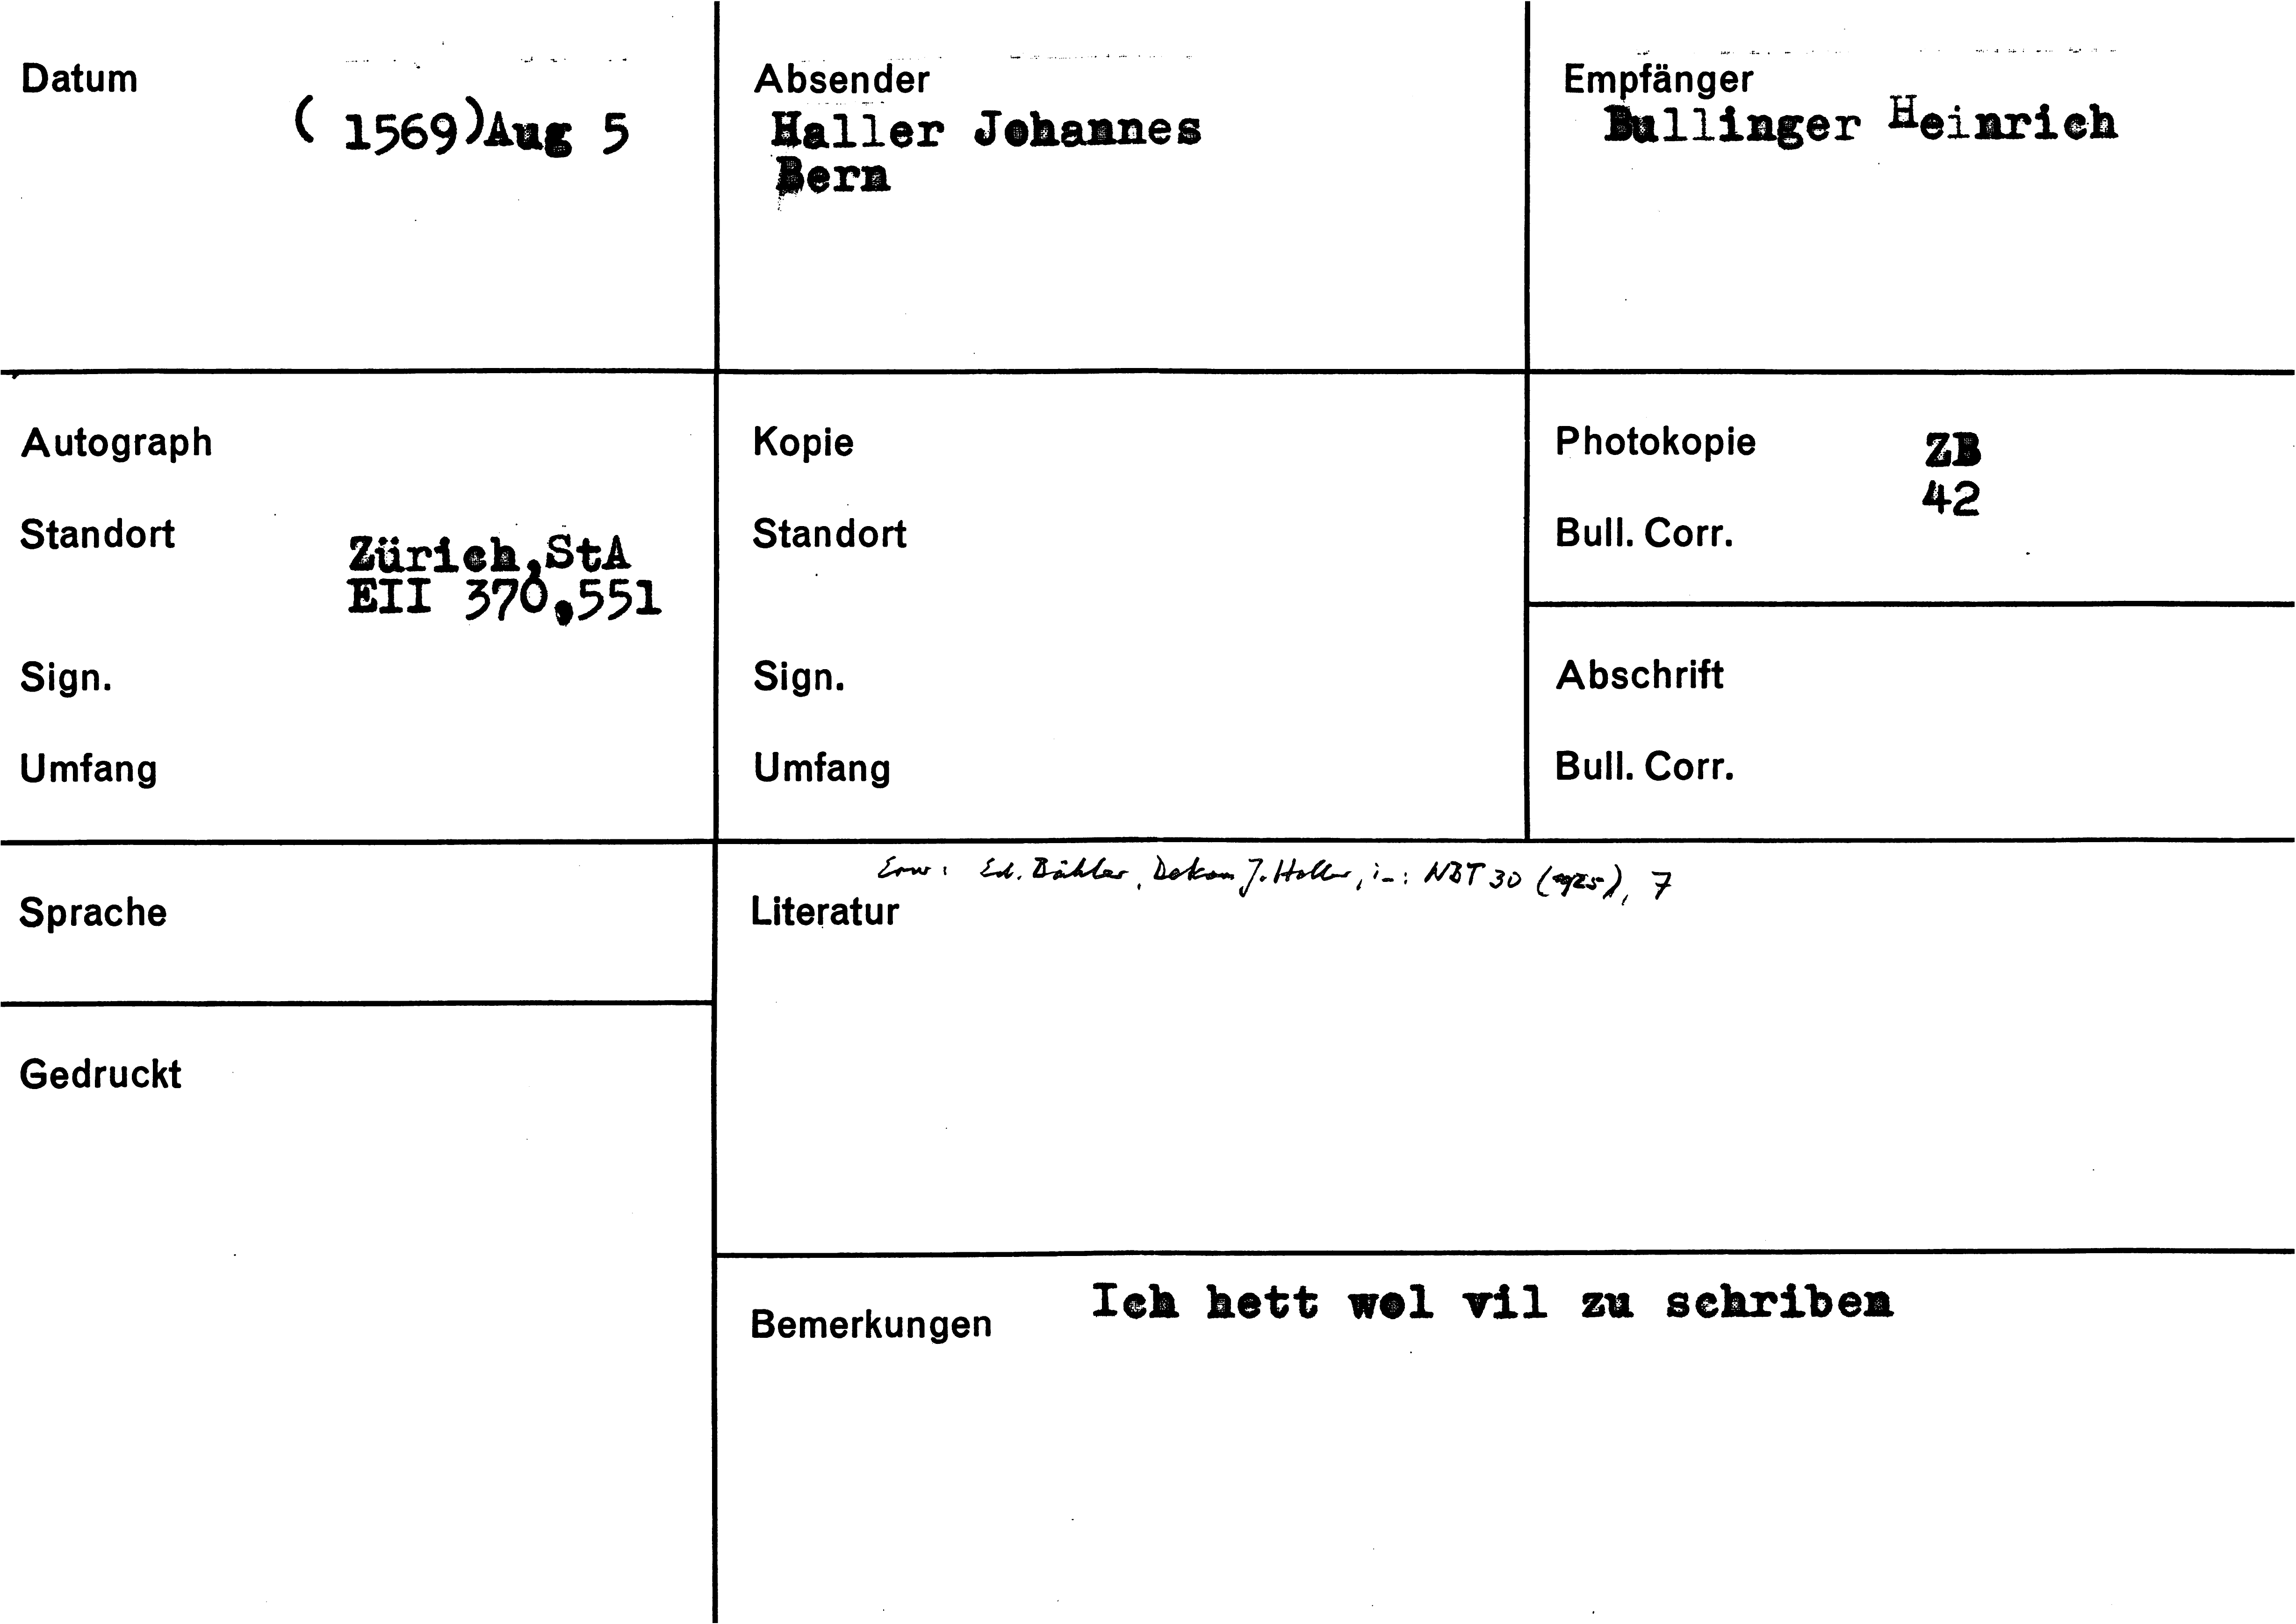 Datum
( 1569)Aug 5
Absender
Haller Johannes
Bern
Empfänger
Bullinger Heinrich
Autograph
Standort
Zürich,StA
EII 370,551
Sign.
Umfang
Kopie
Standort
Sign.
Umfang
Photokopie
ZB
42
Bull. Corr.
Abschrift
Bull. Corr.
Sprache
Gedruckt
Erw: Ed. Bähler, Dekan J. Haller, in: NBT 30 (1925), 7
Literatur
Bemerkungen
Ich hett wol vil zu schriben